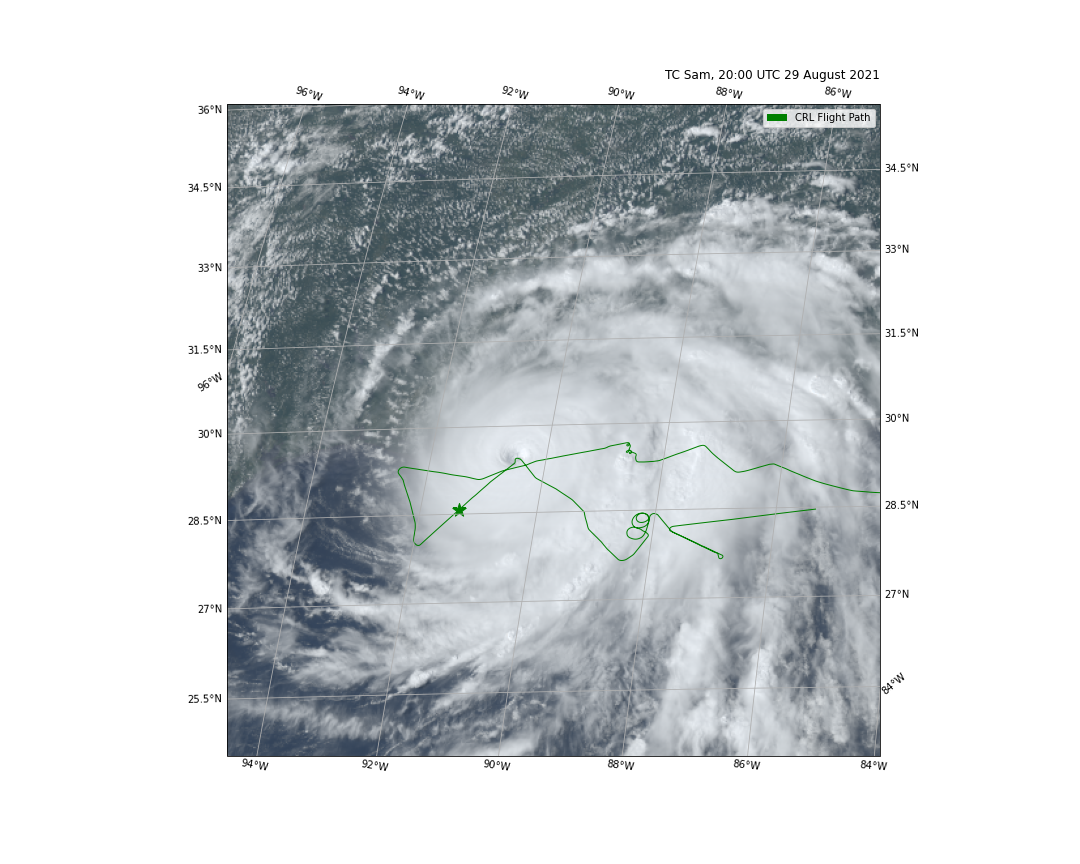 TC Sam, 20:00 UTC 29 August 2021
96°W 94°W 92°W 90°W 88°W 86°W
CRL Flight Path
36°N
34.5°N 34.5°N
33°N 33°N
31.5°N 31.5°N
96°W
30°N 30°N
28.5°N 28.5°N
27°N 27°N
84°W
25.5°N
94°W 92°W 90°W 88°W 86°W 84°W